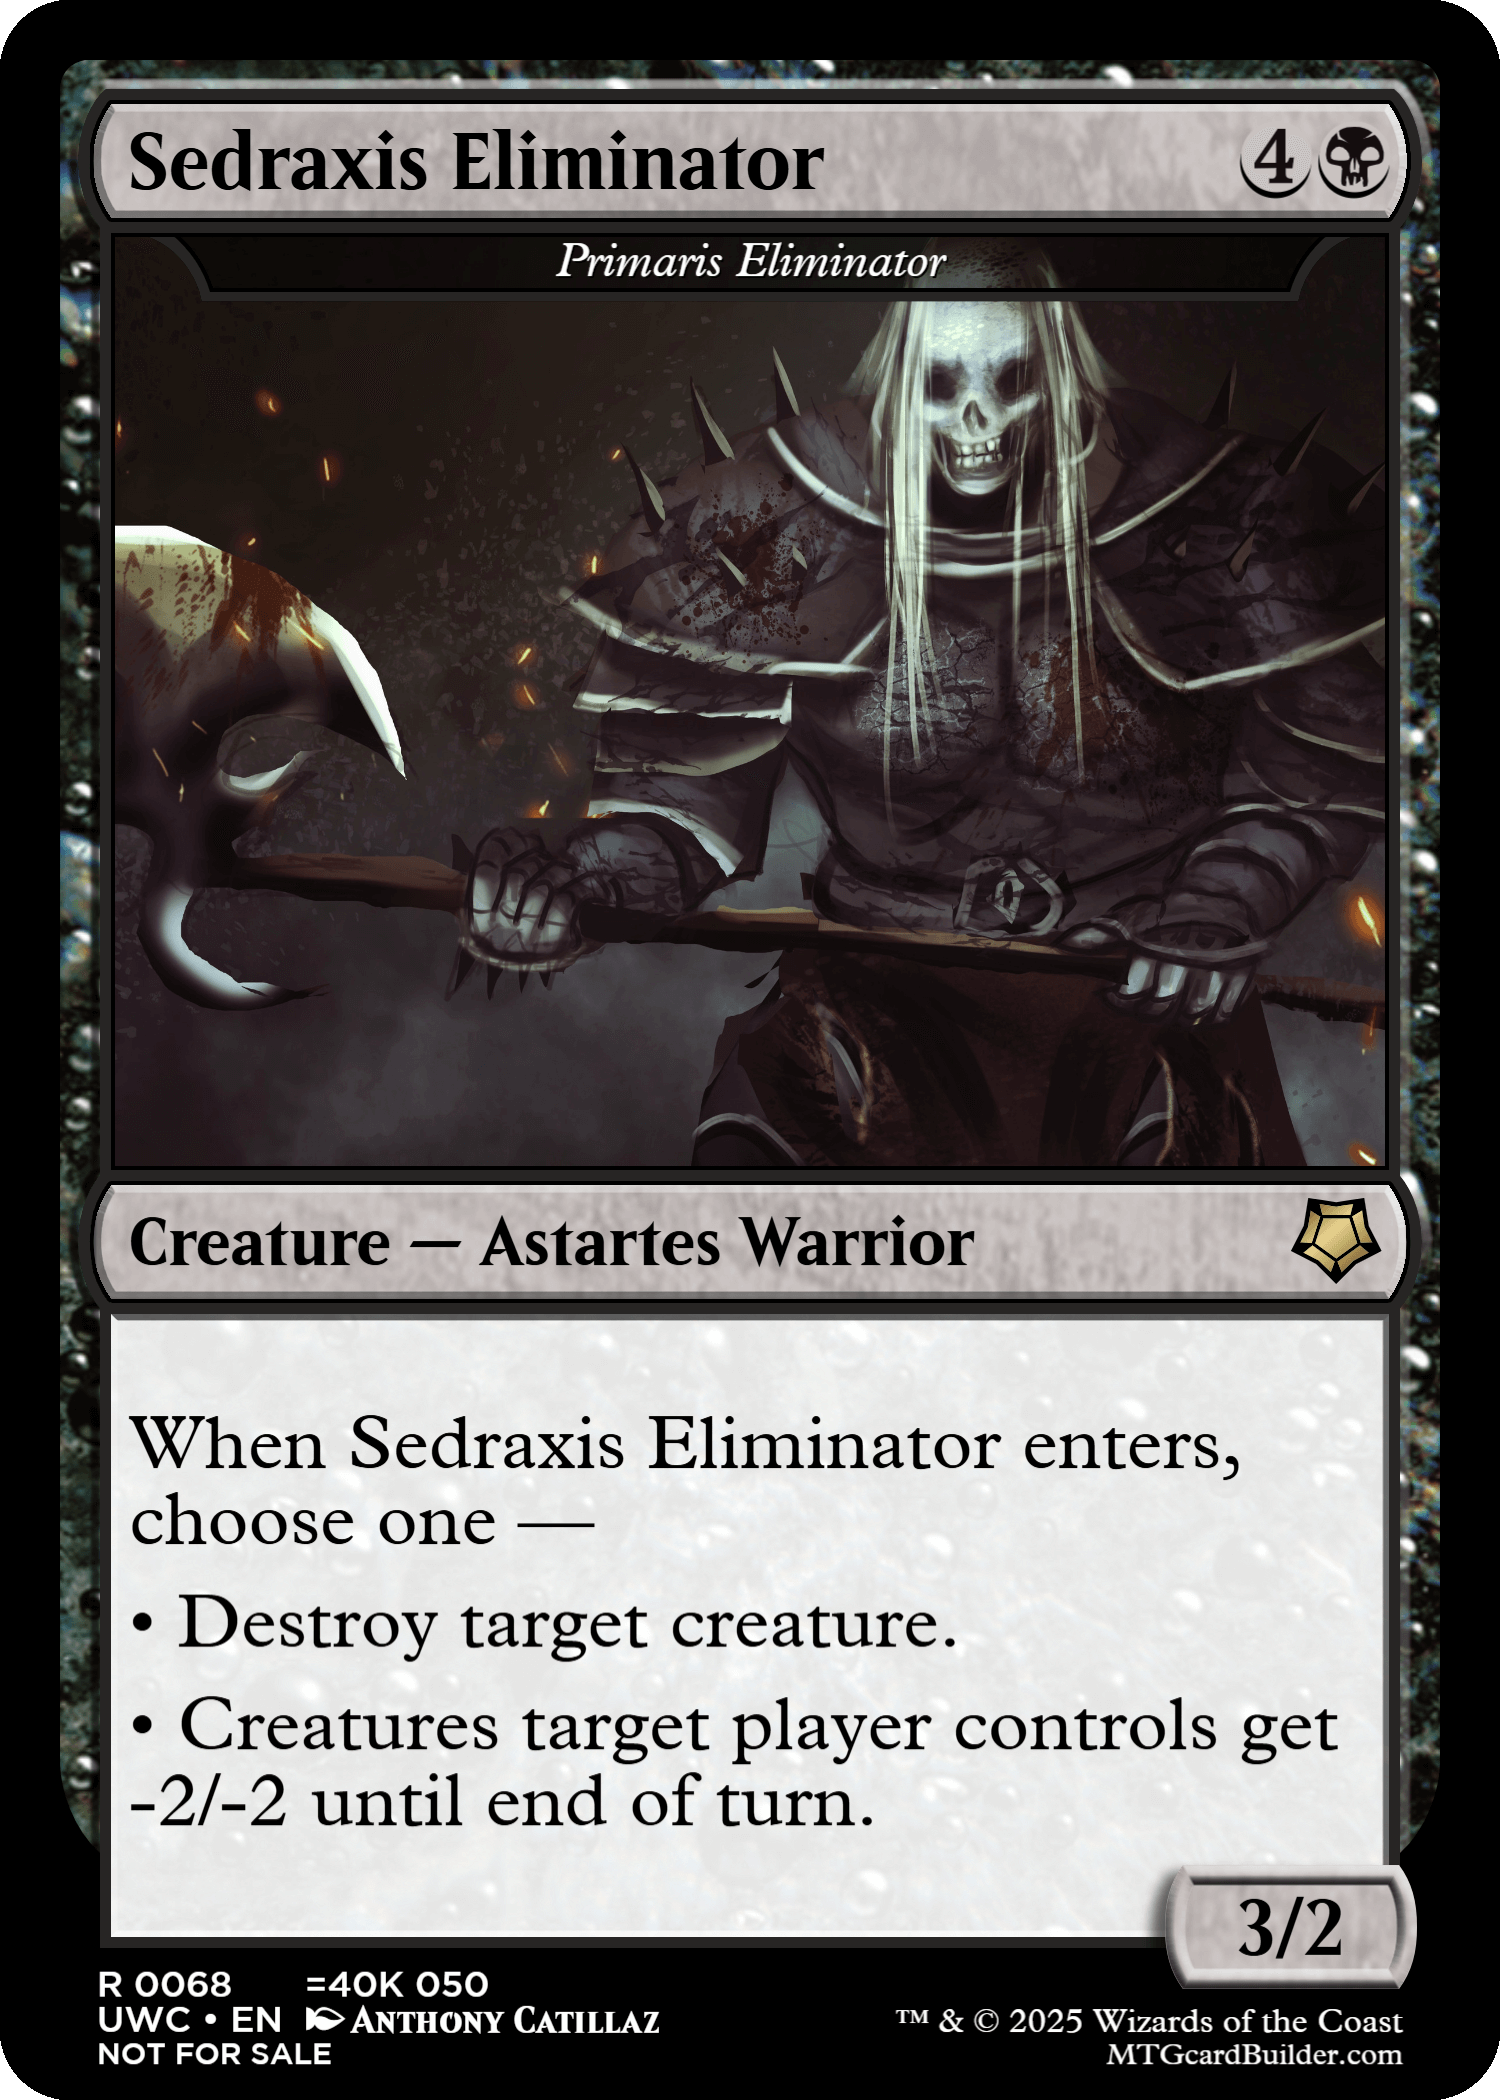 Sedraxis Eliminator 4
Primaris Eliminator
Creature — Astartes Warrior
When Sedraxis Eliminator enters,
choose one —
• Destroy target creature.
• Creatures target player controls get
-2/-2 until end of turn.
3/2
R 0068 =40K 050
UWC • EN Anthony Catillaz
NOT FOR SALE
™ & © 2025 Wizards of the Coast
MTGcardBuilder.com